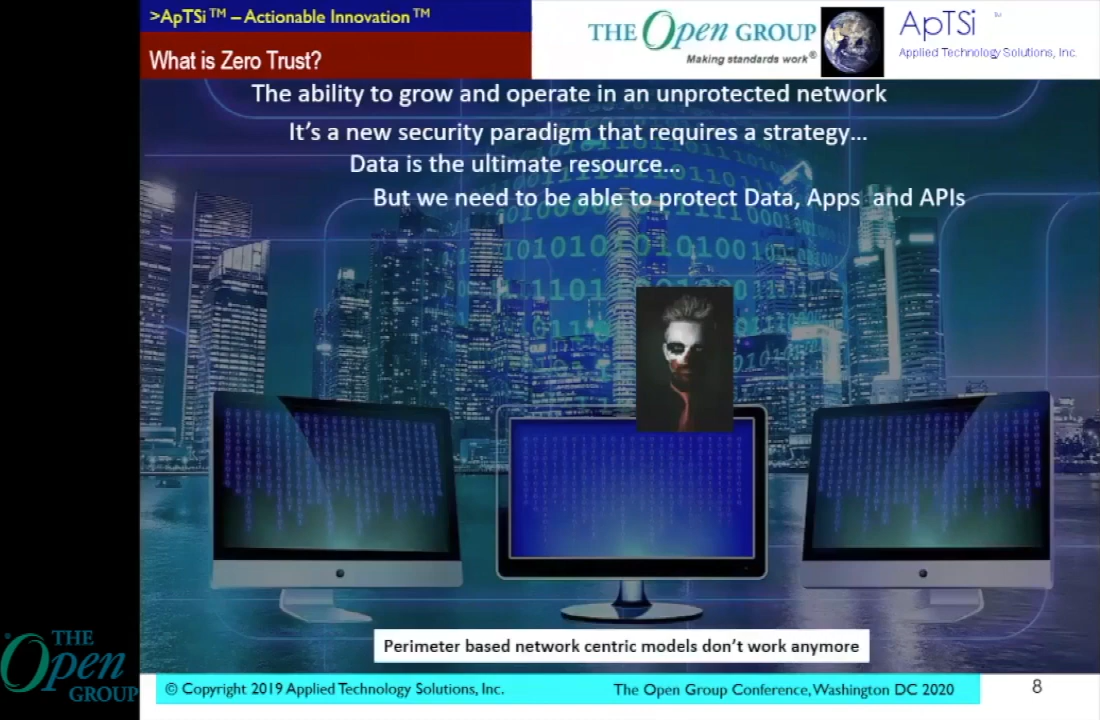 >ApTSi™ – Actionable Innovation™
THE Open GROUP
Making standards work®
ApTSi™
Applied Technology Solutions, Inc.
What is Zero Trust?
The ability to grow and operate in an unprotected network
It's a new security paradigm that requires a strategy...
Data is the ultimate resource...
But we need to be able to protect Data, Apps and APIs
Perimeter based network centric models don't work anymore
THE
Open
GROUP
© Copyright 2019 Applied Technology Solutions, Inc.
The Open Group Conference, Washington DC 2020
8